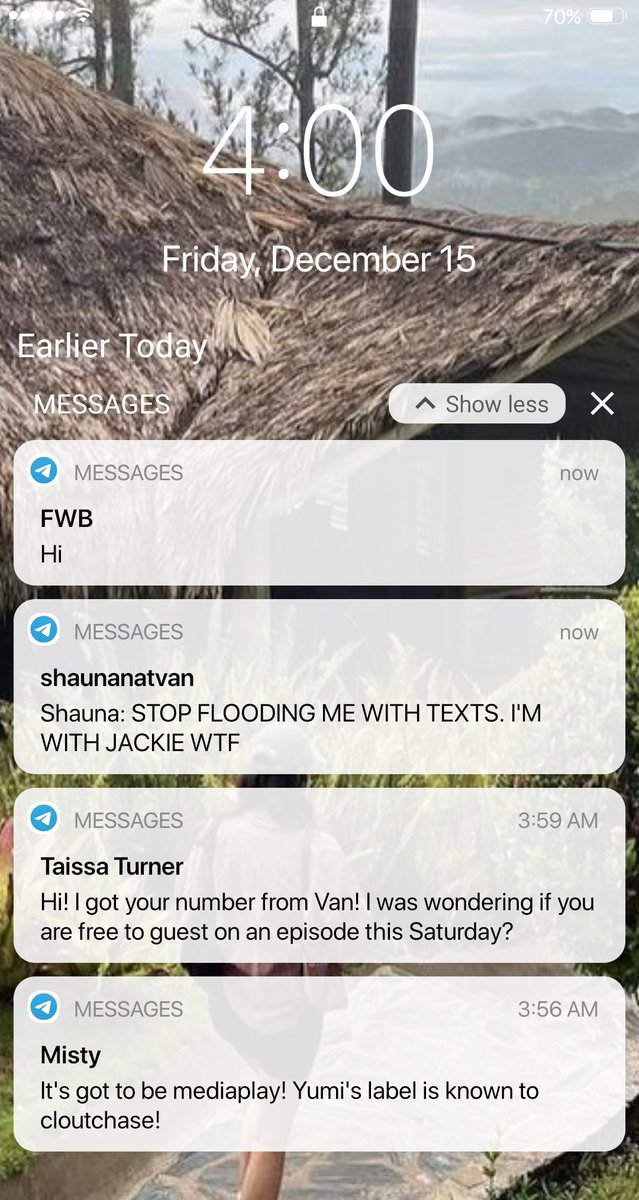 70%
4:00
Friday, December 15
Earlier Today
MESSAGES
Show less
MESSAGES
now
FWB
Hi
MESSAGES
now
shaunanatvan
Shauna: STOP FLOODING ME WITH TEXTS. I'M
WITH JACKIE WTF
MESSAGES
3:59 AM
Taissa Turner
Hi! I got your number from Van! I was wondering if you
are free to guest on an episode this Saturday?
MESSAGES
3:56 AM
Misty
It's got to be mediaplay! Yumi's label is known to
cloutchase!